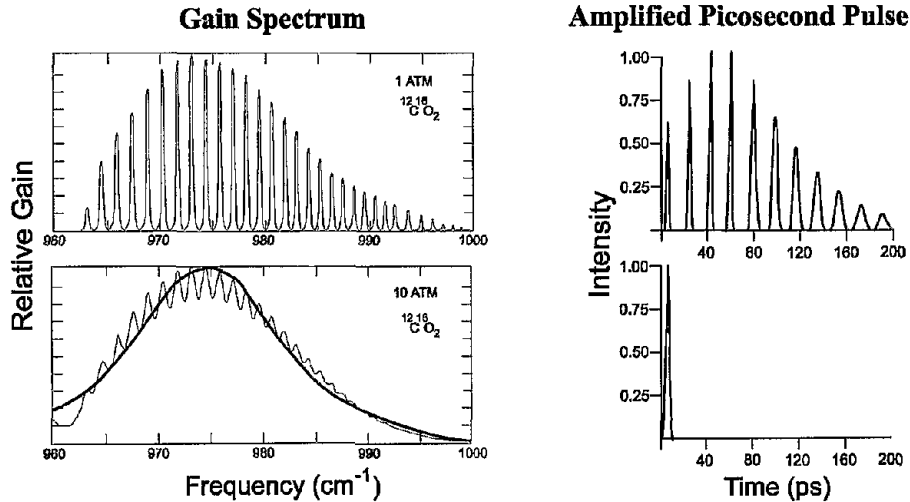 Gain Spectrum
Amplified Picosecond Pulse
1 ATM
12 16
C O2
960 970 980 990 1000
Relative Gain
10 ATM
12 16
C O2
960 970 980 990 1000
Frequency (cm-1)
1.00
0.75
0.50
0.25
40 80 120 160 200
Intensity
1.00
0.75
0.50
0.25
40 80 120 160 200
Time (ps)